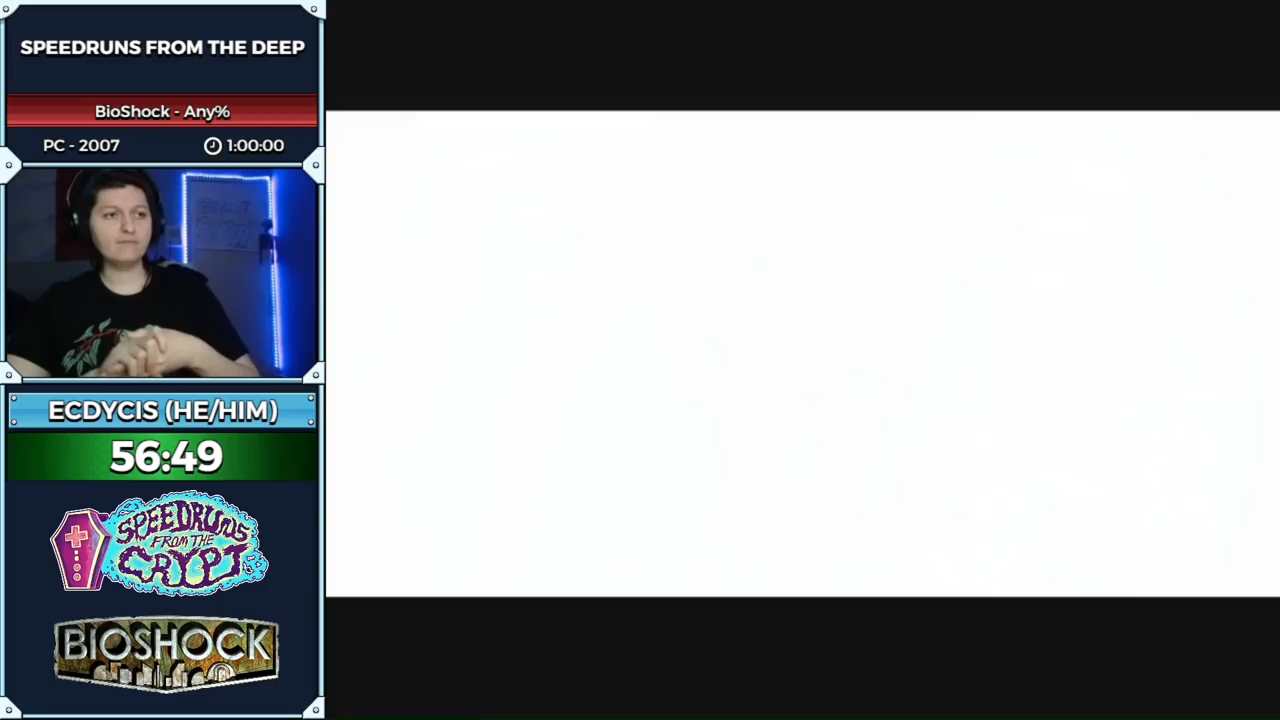 SPEEDRUNS FROM THE DEEP
BioShock - Any%
PC - 2007
1:00:00
ECDYCIS (HE/HIM)
56:49
SPEEDRUNS
FROM THE
CRYPT
BIOSHOCK